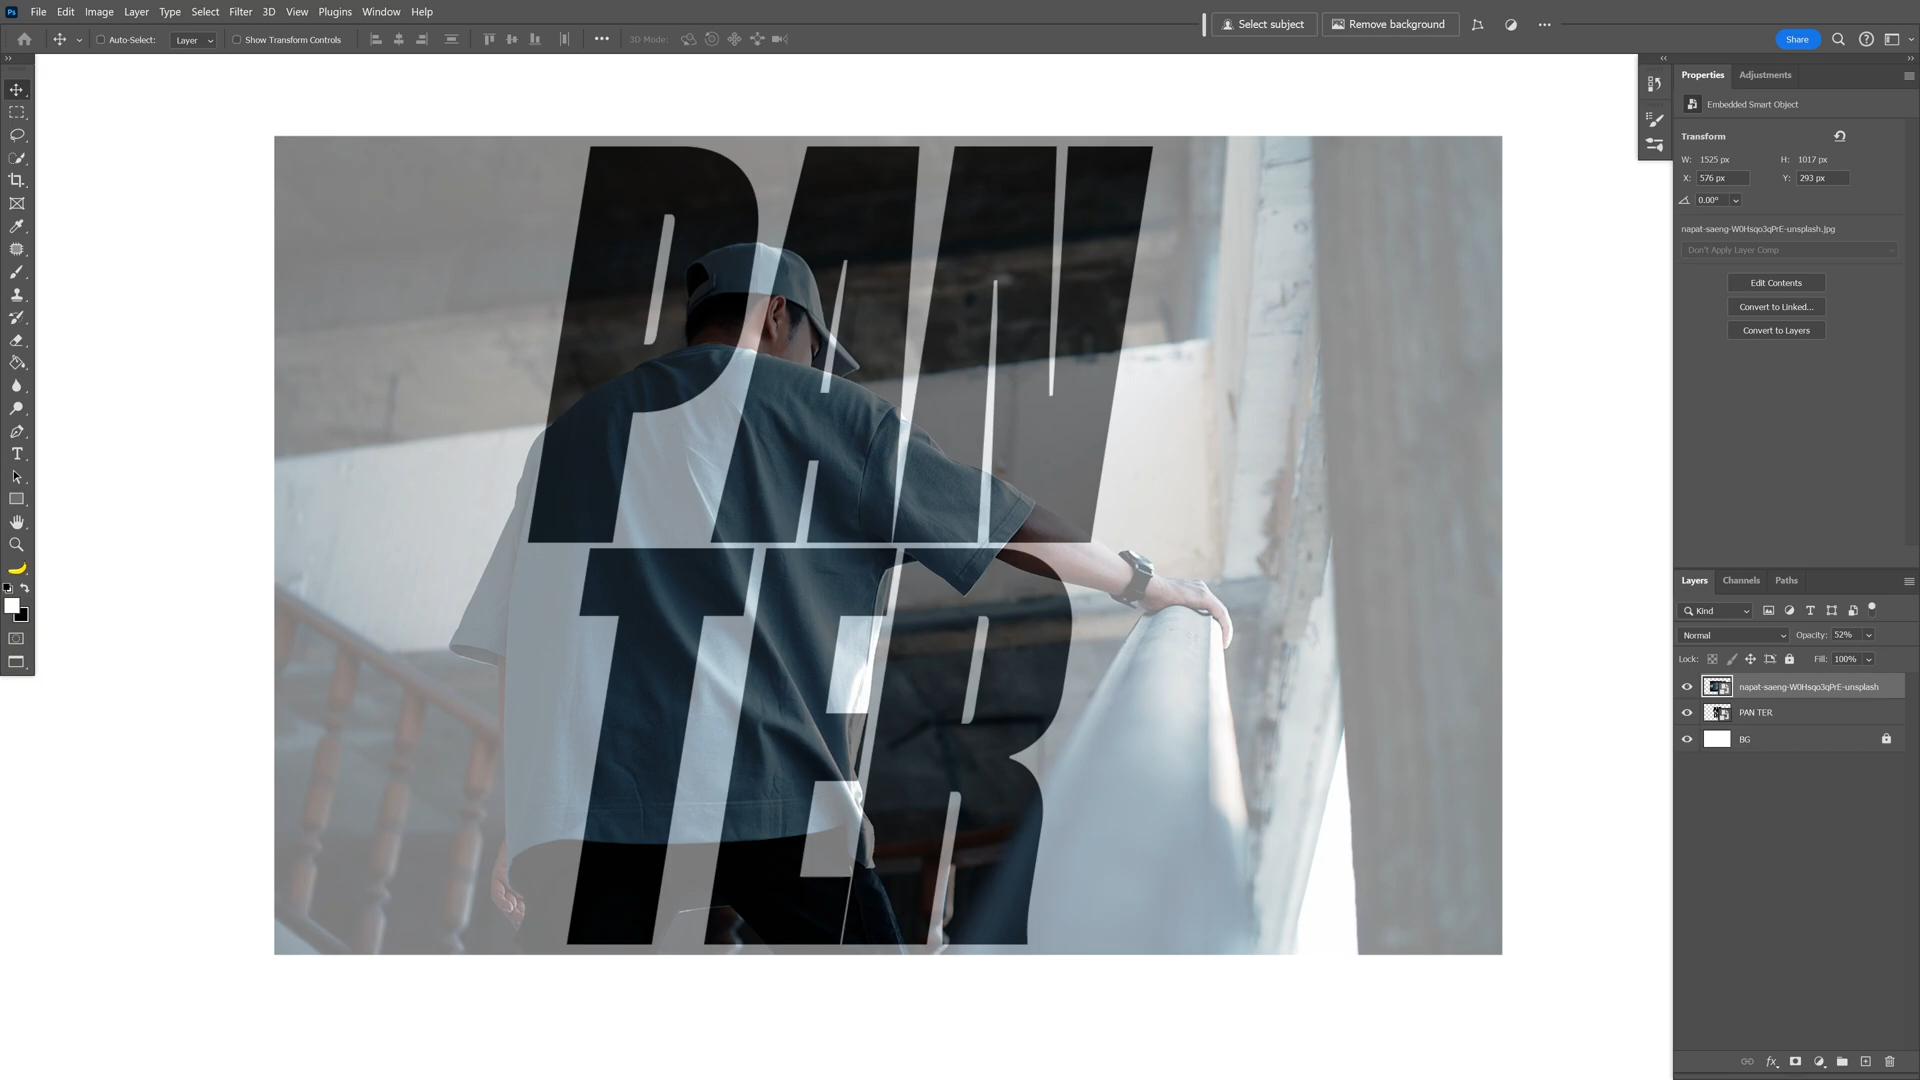 Ps File Edit Image Layer Type Select Filter 3D View Plugins Window Help
Select subject Remove background
Auto-Select: Layer Show Transform Controls 3D Mode: Share
Properties Adjustments
Embedded Smart Object
Transform
W: 1525 px H: 1017 px
X: 576 px Y: 293 px
0.00°
napat-saeng-W0Hsqo3qPrE-unsplash.jpg
Don't Apply Layer Comp
Edit Contents
Convert to Linked...
Convert to Layers
PAN
TER
Layers Channels Paths
Kind
Normal Opacity: 52%
Lock: Fill: 100%
napat-saeng-W0Hsqo3qPrE-unsplash
PAN TER
BG
fx